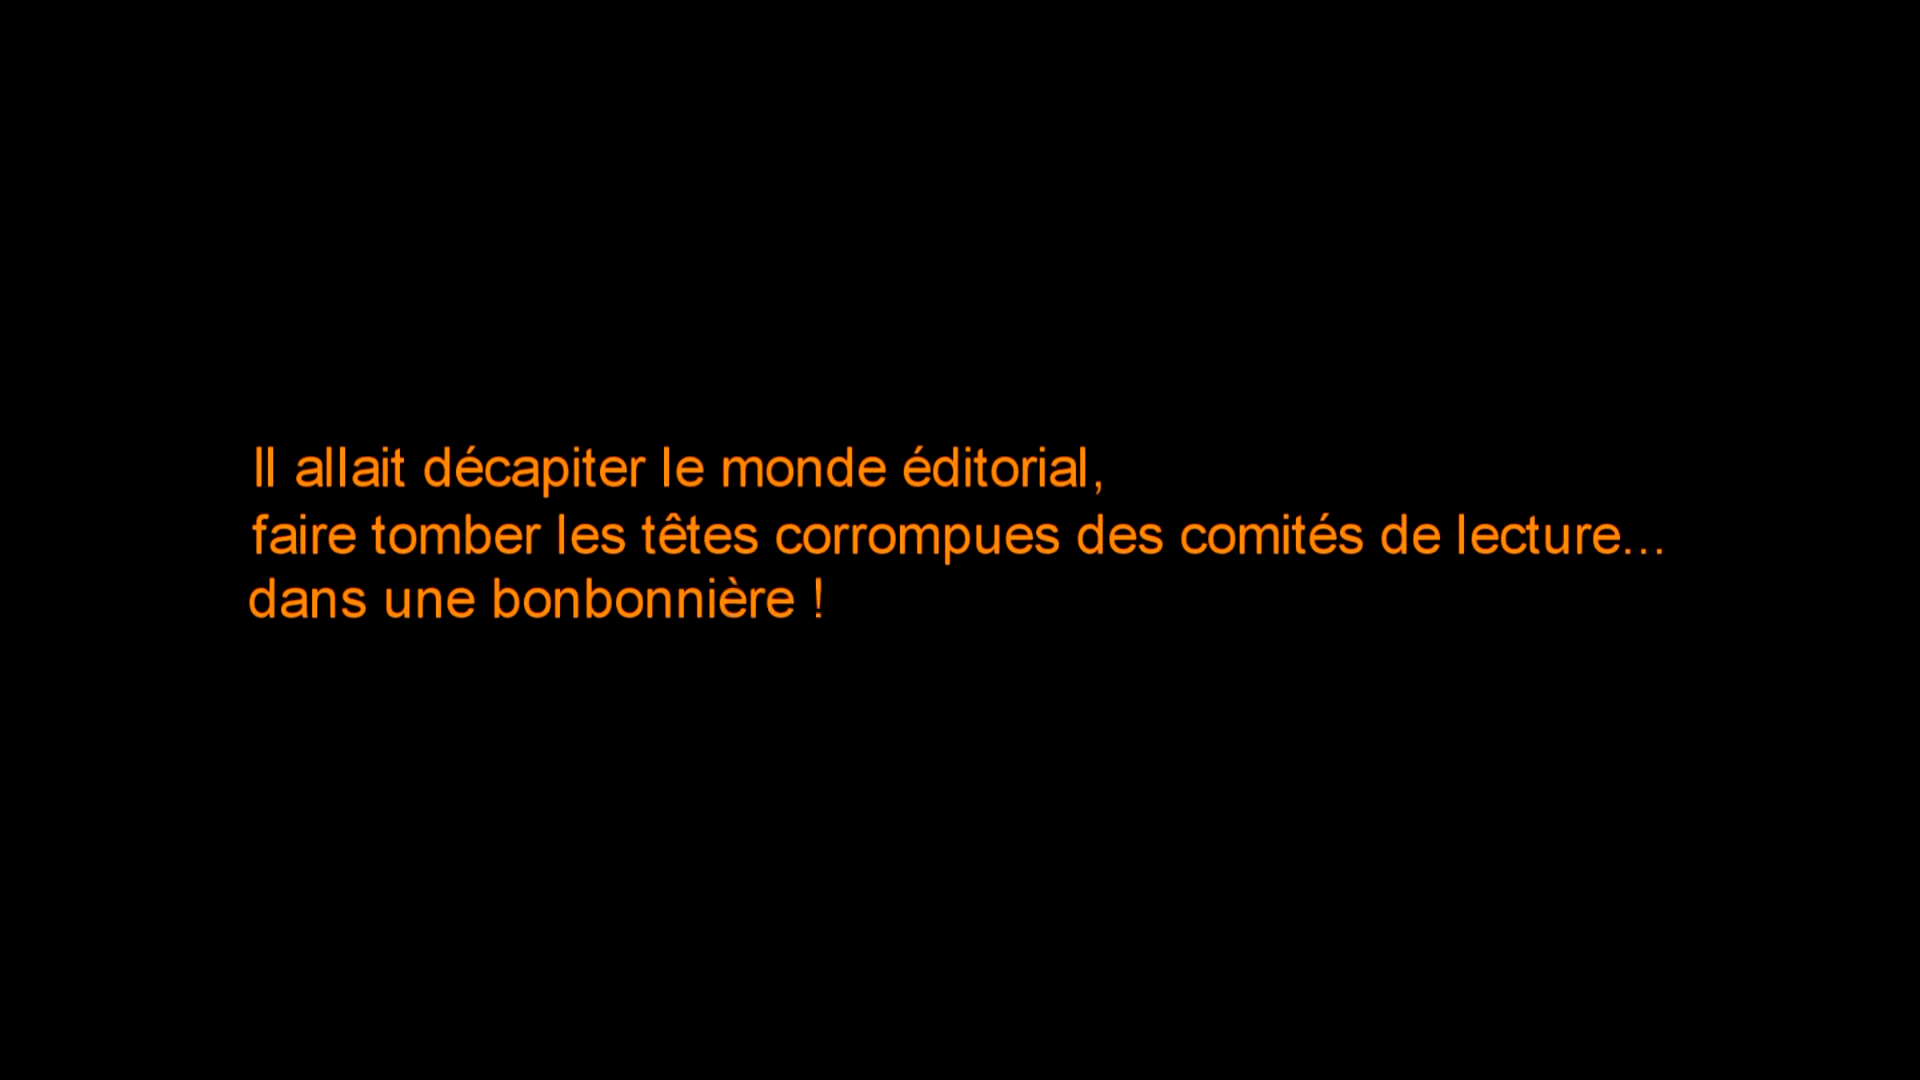 Il allait décapiter le monde éditorial,
faire tomber les têtes corrompues des comités de lecture...
dans une bonbonnière !